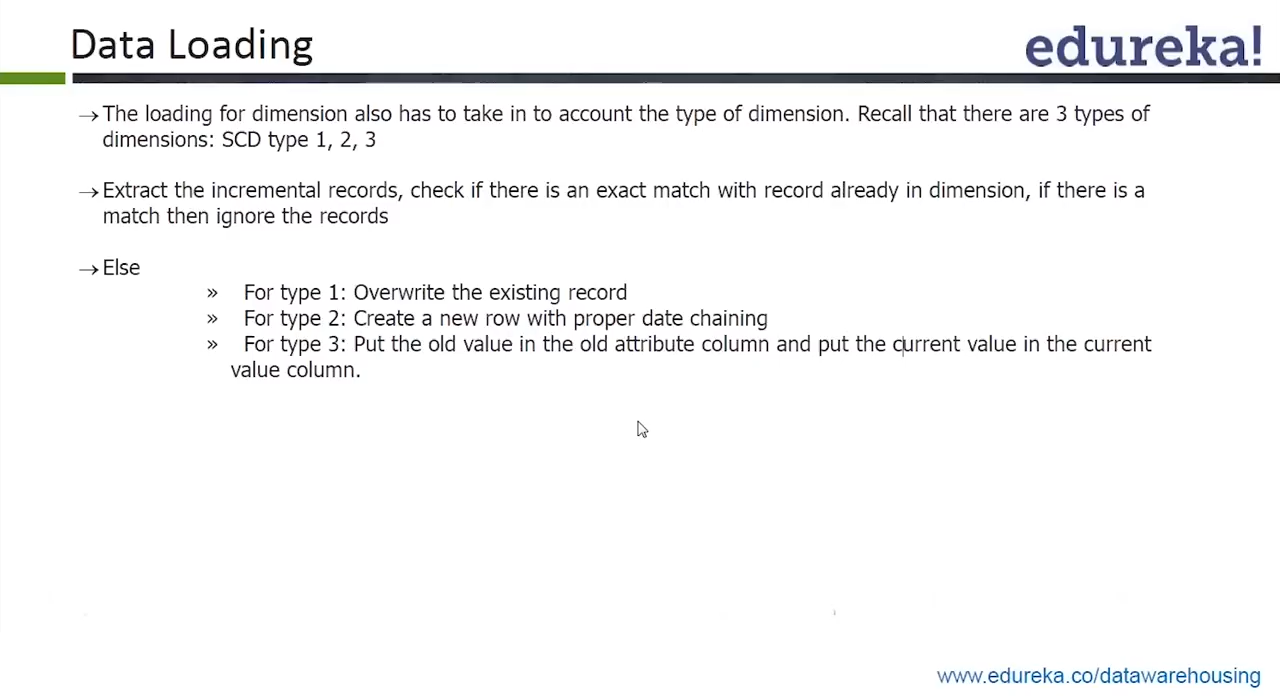 Data Loading
edureka!
→The loading for dimension also has to take in to account the type of dimension. Recall that there are 3 types of
dimensions: SCD type 1, 2, 3
→Extract the incremental records, check if there is an exact match with record already in dimension, if there is a
match then ignore the records
→Else
» For type 1: Overwrite the existing record
» For type 2: Create a new row with proper date chaining
» For type 3: Put the old value in the old attribute column and put the current value in the current
value column.
www.edureka.co/datawarehousing